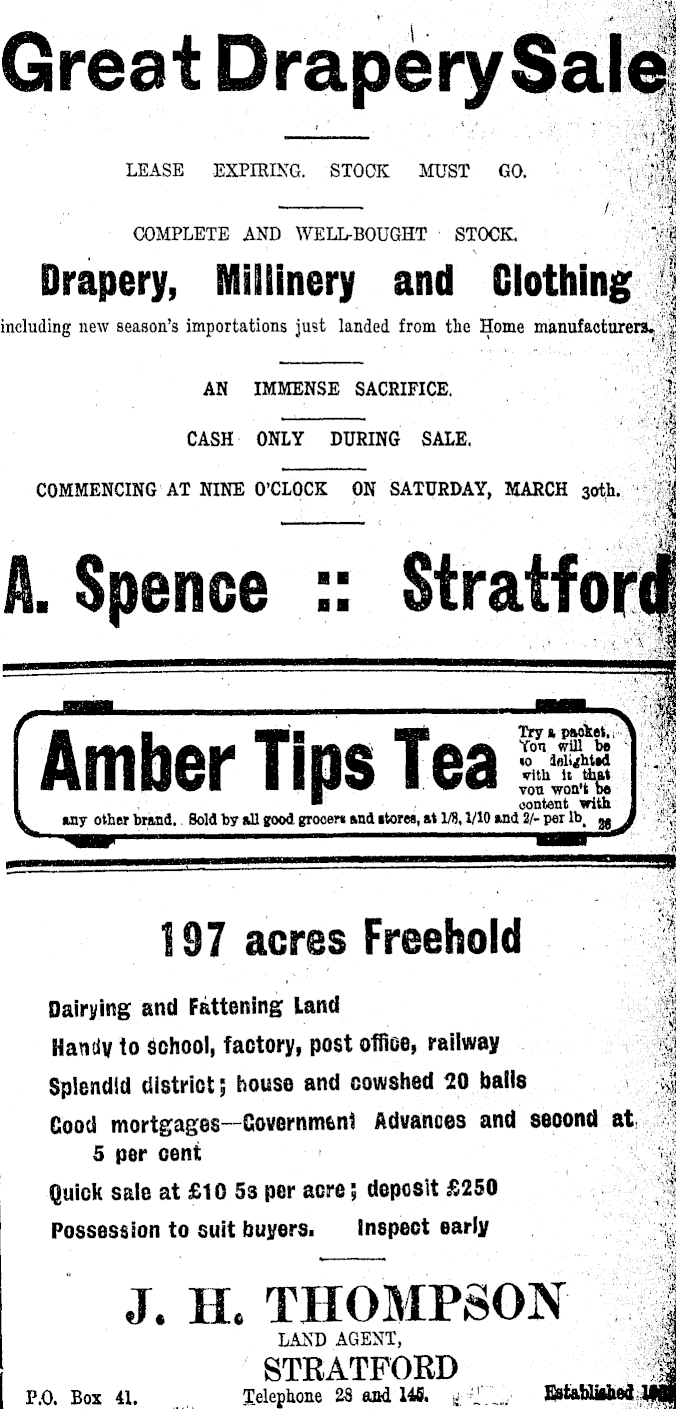 Great Drapery Sale
LEASE EXPIRING. STOCK MUST GO.
COMPLETE AND WELL-BOUGHT STOCK.
Drapery, Millinery and Clothing
including new season's importations just landed from the Home manufacturers.
AN IMMENSE SACRIFICE.
CASH ONLY DURING SALE.
COMMENCING AT NINE O'CLOCK ON SATURDAY, MARCH 30th.
A. Spence :: Stratford
Amber Tips Tea
Try a packet.
You will be
so delighted
with it that
you won't be
content with
any other brand. Sold by all good grocers and stores, at 1/8, 1/10 and 2/- per lb.
197 acres Freehold
Dairying and Fattening Land
Handy to school, factory, post office, railway
Splendid district; house and cowshed 20 bails
Good mortgages—Government Advances and second at
5 per cent
Quick sale at £10 5s per acre; deposit £250
Possession to suit buyers. Inspect early
J. H. THOMPSON
LAND AGENT,
STRATFORD
P.O. Box 41. Telephone 28 and 145. Established